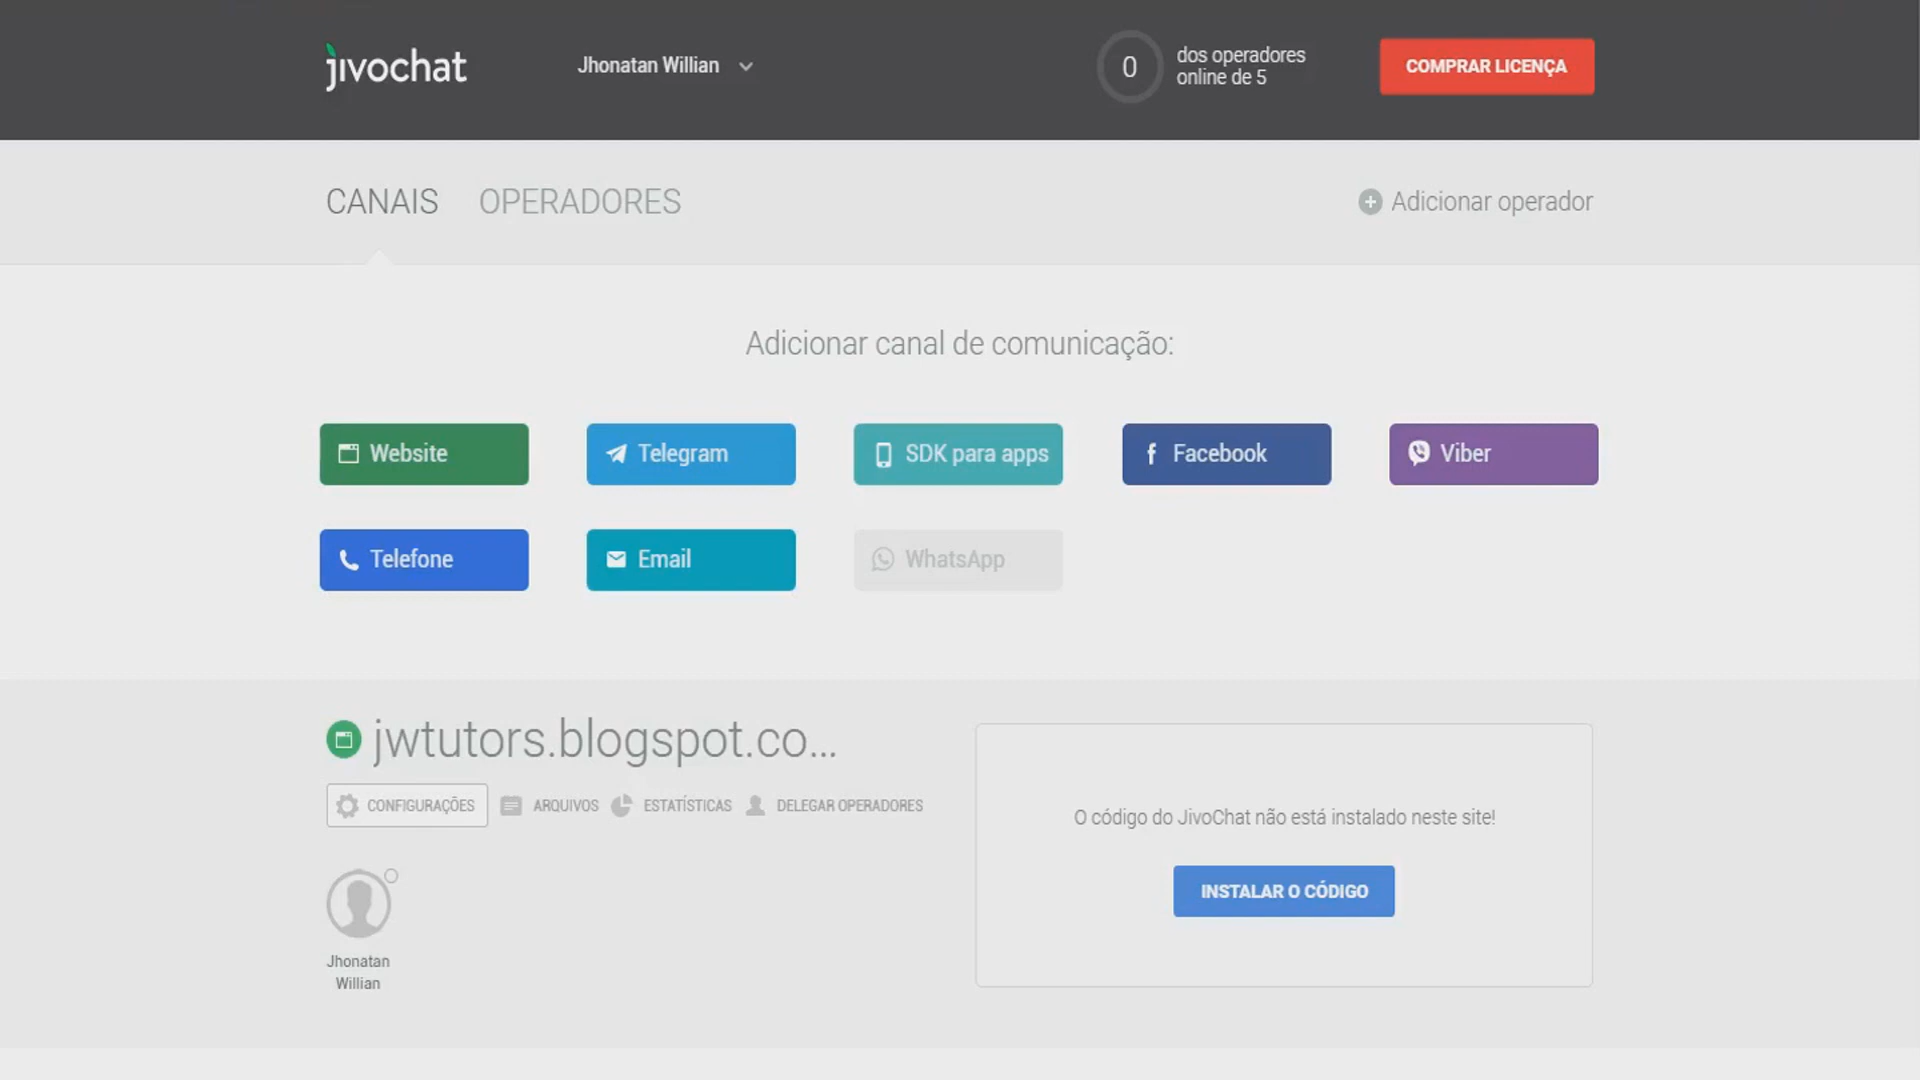 jivochat
Jhonatan Willian
0
dos operadores
online de 5
COMPRAR LICENÇA
CANAIS
OPERADORES
Adicionar operador
Adicionar canal de comunicação:
Website
Telegram
SDK para apps
Facebook
Viber
Telefone
Email
WhatsApp
jwtutors.blogspot.co...
CONFIGURAÇÕES
ARQUIVOS
ESTATÍSTICAS
DELEGAR OPERADORES
O código do JivoChat não está instalado neste site!
INSTALAR O CÓDIGO
Jhonatan
Willian